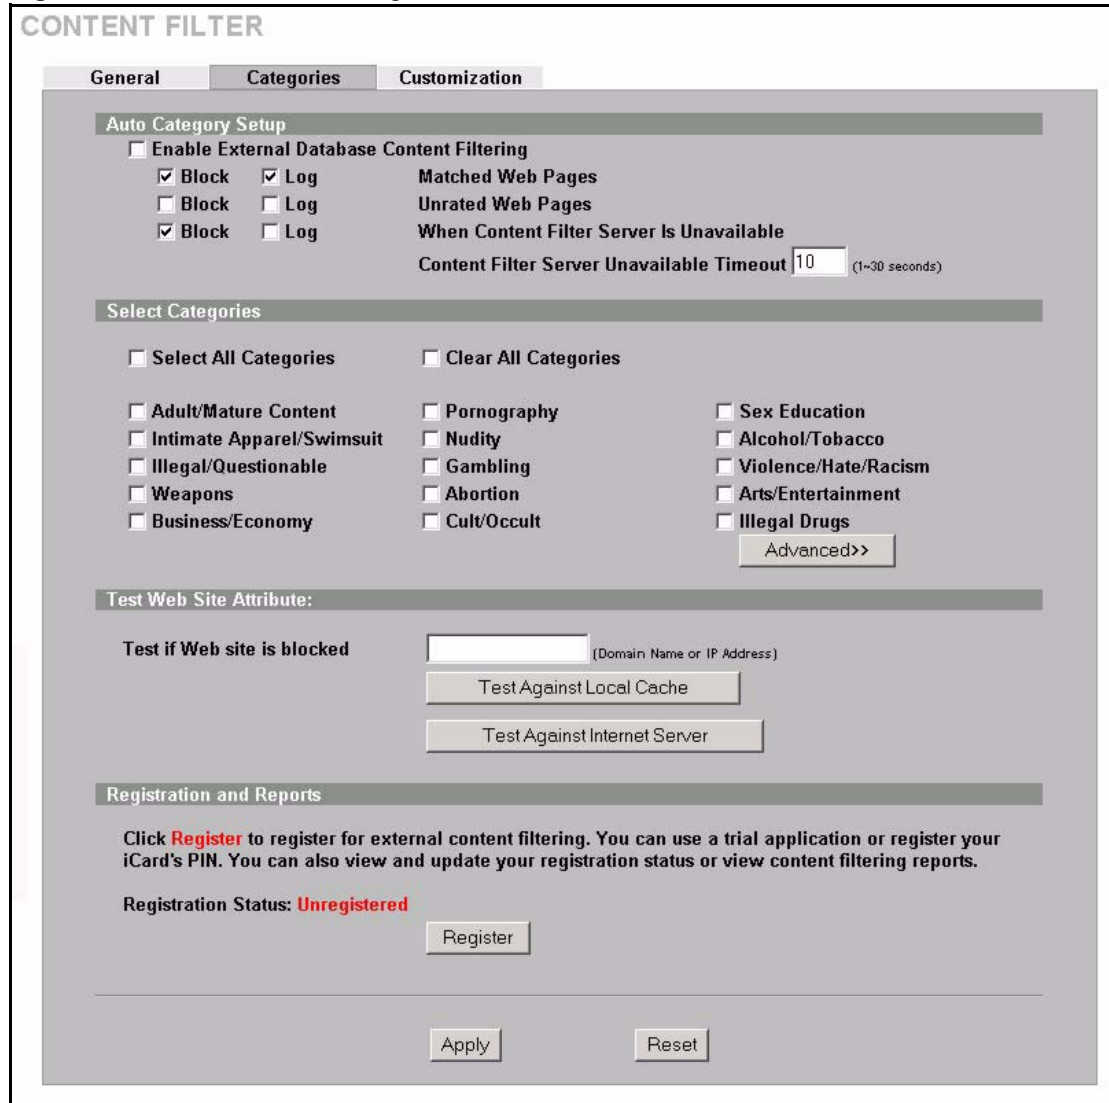 CONTENT FILTER
General Categories Customization
Auto Category Setup
Enable External Database Content Filtering
Block Log Matched Web Pages
Block Log Unrated Web Pages
Block Log When Content Filter Server Is Unavailable
Content Filter Server Unavailable Timeout 10 (1~30 seconds)
Select Categories
Select All Categories Clear All Categories
Adult/Mature Content Pornography Sex Education
Intimate Apparel/Swimsuit Nudity Alcohol/Tobacco
Illegal/Questionable Gambling Violence/Hate/Racism
Weapons Abortion Arts/Entertainment
Business/Economy Cult/Occult Illegal Drugs
Advanced>>
Test Web Site Attribute:
Test if Web site is blocked (Domain Name or IP Address)
Test Against Local Cache
Test Against Internet Server
Registration and Reports
Click Register to register for external content filtering. You can use a trial application or register your
iCard's PIN. You can also view and update your registration status or view content filtering reports.
Registration Status: Unregistered
Register
Apply Reset